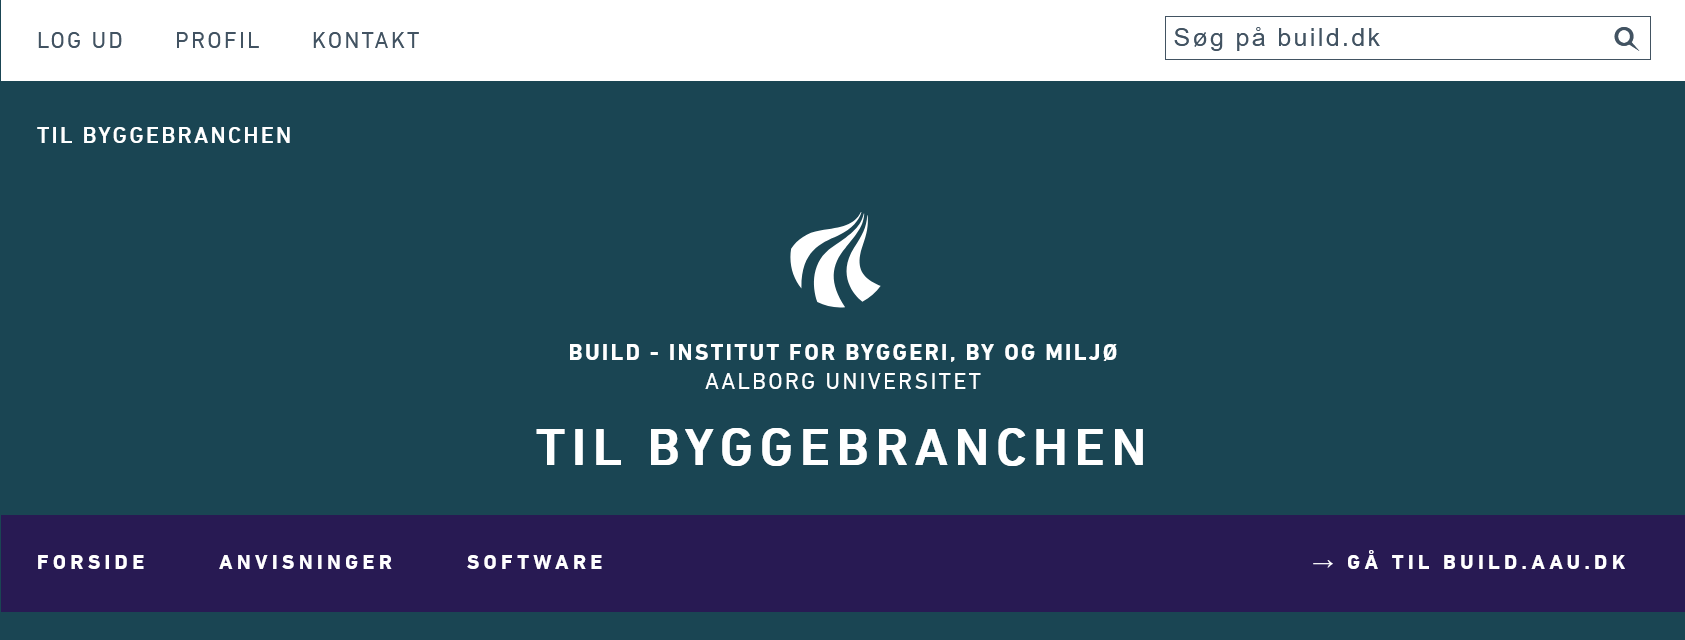 LOG UD PROFIL KONTAKT Søg på build.dk
TIL BYGGEBRANCHEN
BUILD - INSTITUT FOR BYGGERI, BY OG MILJØ
AALBORG UNIVERSITET
TIL BYGGEBRANCHEN
FORSIDE ANVISNINGER SOFTWARE → GÅ TIL BUILD.AAU.DK